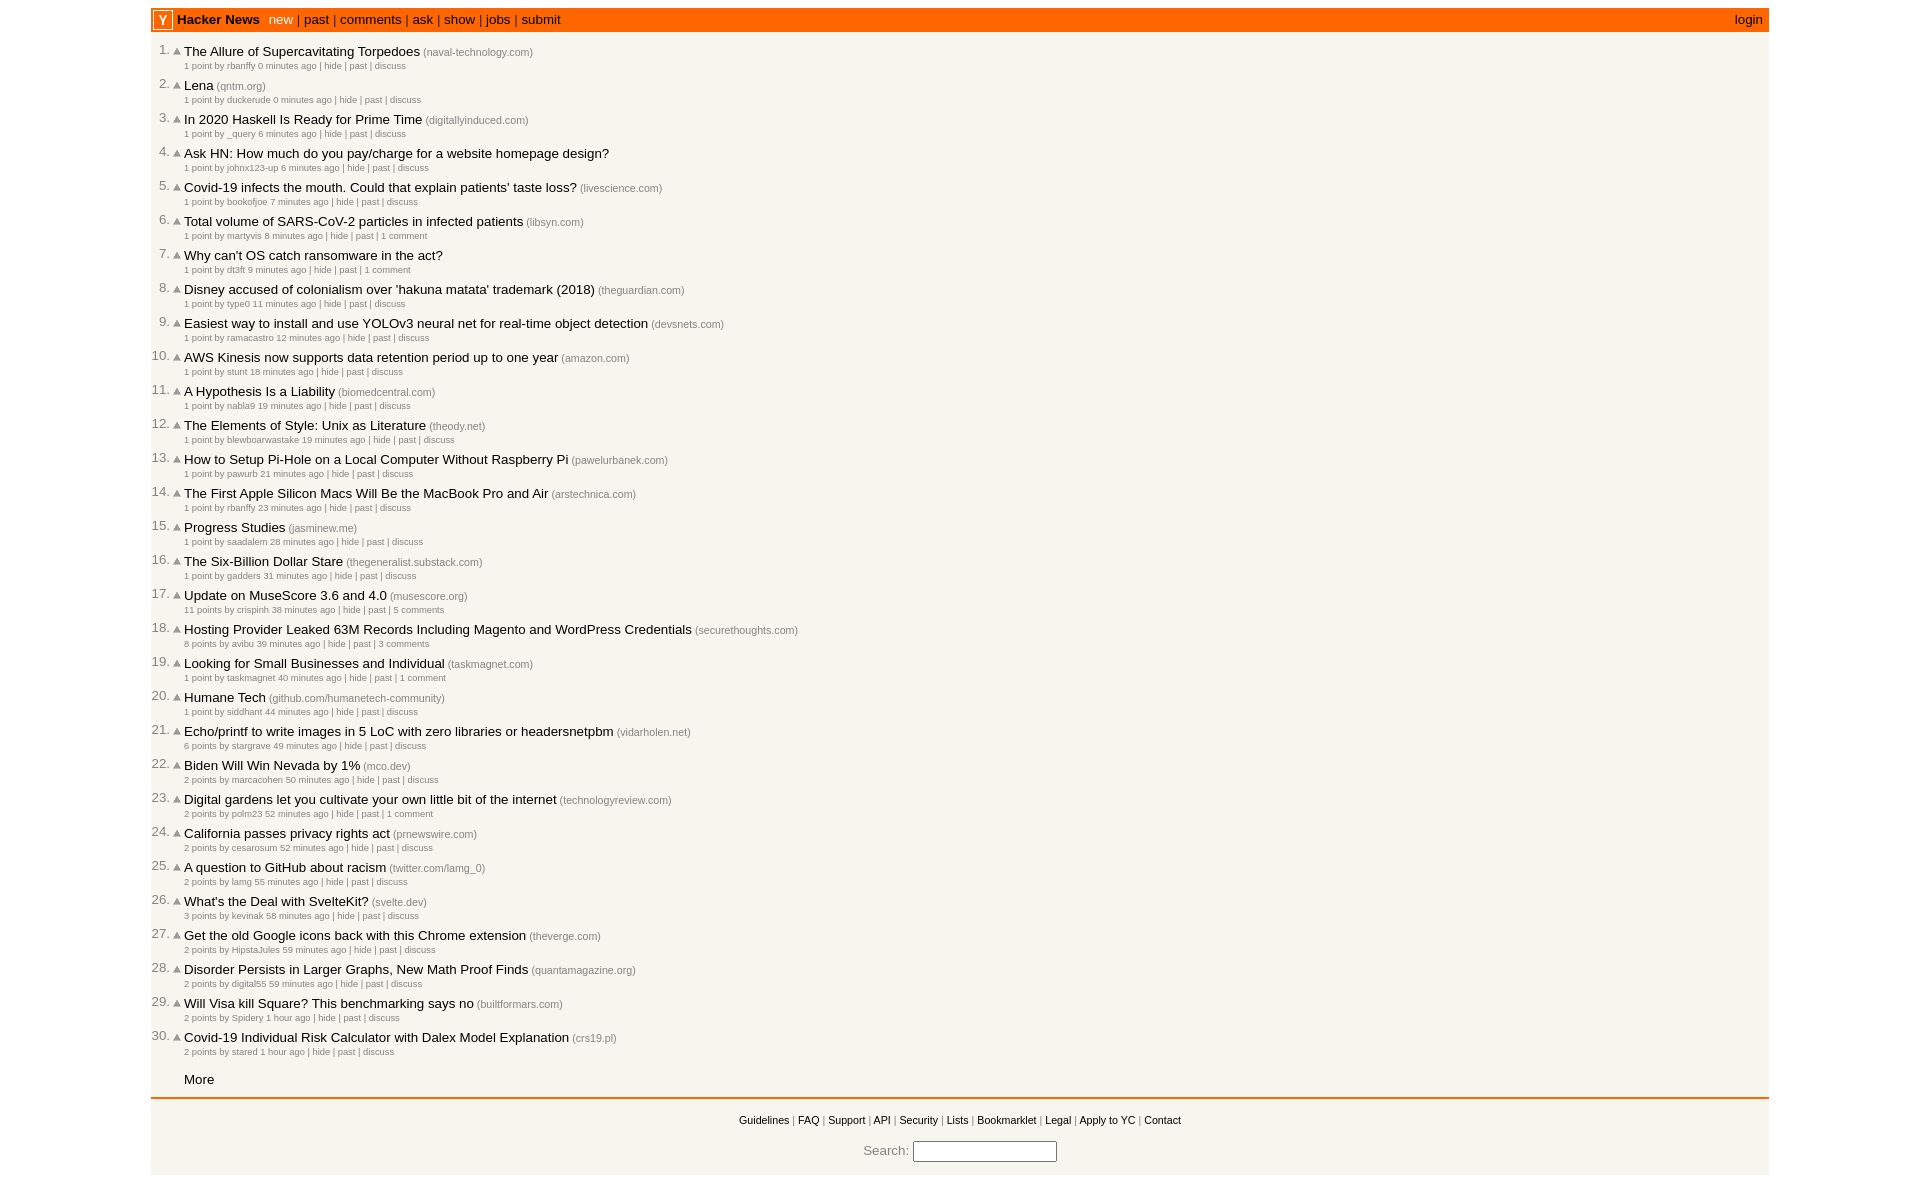 Y Hacker News new | past | comments | ask | show | jobs | submit login
1. The Allure of Supercavitating Torpedoes (naval-technology.com)
1 point by rbanffy 0 minutes ago | hide | past | discuss
2. Lena (qntm.org)
1 point by duckerude 0 minutes ago | hide | past | discuss
3. In 2020 Haskell Is Ready for Prime Time (digitallyinduced.com)
1 point by _query 6 minutes ago | hide | past | discuss
4. Ask HN: How much do you pay/charge for a website homepage design?
1 point by johnx123-up 6 minutes ago | hide | past | discuss
5. Covid-19 infects the mouth. Could that explain patients' taste loss? (livescience.com)
1 point by bookofjoe 7 minutes ago | hide | past | discuss
6. Total volume of SARS-CoV-2 particles in infected patients (libsyn.com)
1 point by martyvis 8 minutes ago | hide | past | 1 comment
7. Why can't OS catch ransomware in the act?
1 point by dt3ft 9 minutes ago | hide | past | 1 comment
8. Disney accused of colonialism over 'hakuna matata' trademark (2018) (theguardian.com)
1 point by type0 11 minutes ago | hide | past | discuss
9. Easiest way to install and use YOLOv3 neural net for real-time object detection (devsnets.com)
1 point by ramacastro 12 minutes ago | hide | past | discuss
10. AWS Kinesis now supports data retention period up to one year (amazon.com)
1 point by stunt 18 minutes ago | hide | past | discuss
11. A Hypothesis Is a Liability (biomedcentral.com)
1 point by nabla9 19 minutes ago | hide | past | discuss
12. The Elements of Style: Unix as Literature (theody.net)
1 point by blewboarwastake 19 minutes ago | hide | past | discuss
13. How to Setup Pi-Hole on a Local Computer Without Raspberry Pi (pawelurbanek.com)
1 point by pawurb 21 minutes ago | hide | past | discuss
14. The First Apple Silicon Macs Will Be the MacBook Pro and Air (arstechnica.com)
1 point by rbanffy 23 minutes ago | hide | past | discuss
15. Progress Studies (jasminew.me)
1 point by saadalem 28 minutes ago | hide | past | discuss
16. The Six-Billion Dollar Stare (thegeneralist.substack.com)
1 point by gadders 31 minutes ago | hide | past | discuss
17. Update on MuseScore 3.6 and 4.0 (musescore.org)
11 points by crispinh 38 minutes ago | hide | past | 5 comments
18. Hosting Provider Leaked 63M Records Including Magento and WordPress Credentials (securethoughts.com)
8 points by avibu 39 minutes ago | hide | past | 3 comments
19. Looking for Small Businesses and Individual (taskmagnet.com)
1 point by taskmagnet 40 minutes ago | hide | past | 1 comment
20. Humane Tech (github.com/humanetech-community)
1 point by siddhant 44 minutes ago | hide | past | discuss
21. Echo/printf to write images in 5 LoC with zero libraries or headersnetpbm (vidarholen.net)
6 points by stargrave 49 minutes ago | hide | past | discuss
22. Biden Will Win Nevada by 1% (mco.dev)
2 points by marcacohen 50 minutes ago | hide | past | discuss
23. Digital gardens let you cultivate your own little bit of the internet (technologyreview.com)
2 points by polm23 52 minutes ago | hide | past | 1 comment
24. California passes privacy rights act (prnewswire.com)
2 points by cesarosum 52 minutes ago | hide | past | discuss
25. A question to GitHub about racism (twitter.com/lamg_0)
2 points by lamg 55 minutes ago | hide | past | discuss
26. What's the Deal with SvelteKit? (svelte.dev)
3 points by kevinak 58 minutes ago | hide | past | discuss
27. Get the old Google icons back with this Chrome extension (theverge.com)
2 points by HipstaJules 59 minutes ago | hide | past | discuss
28. Disorder Persists in Larger Graphs, New Math Proof Finds (quantamagazine.org)
2 points by digital55 59 minutes ago | hide | past | discuss
29. Will Visa kill Square? This benchmarking says no (builtformars.com)
2 points by Spidery 1 hour ago | hide | past | discuss
30. Covid-19 Individual Risk Calculator with Dalex Model Explanation (crs19.pl)
2 points by stared 1 hour ago | hide | past | discuss
More
Guidelines | FAQ | Support | API | Security | Lists | Bookmarklet | Legal | Apply to YC | Contact
Search: